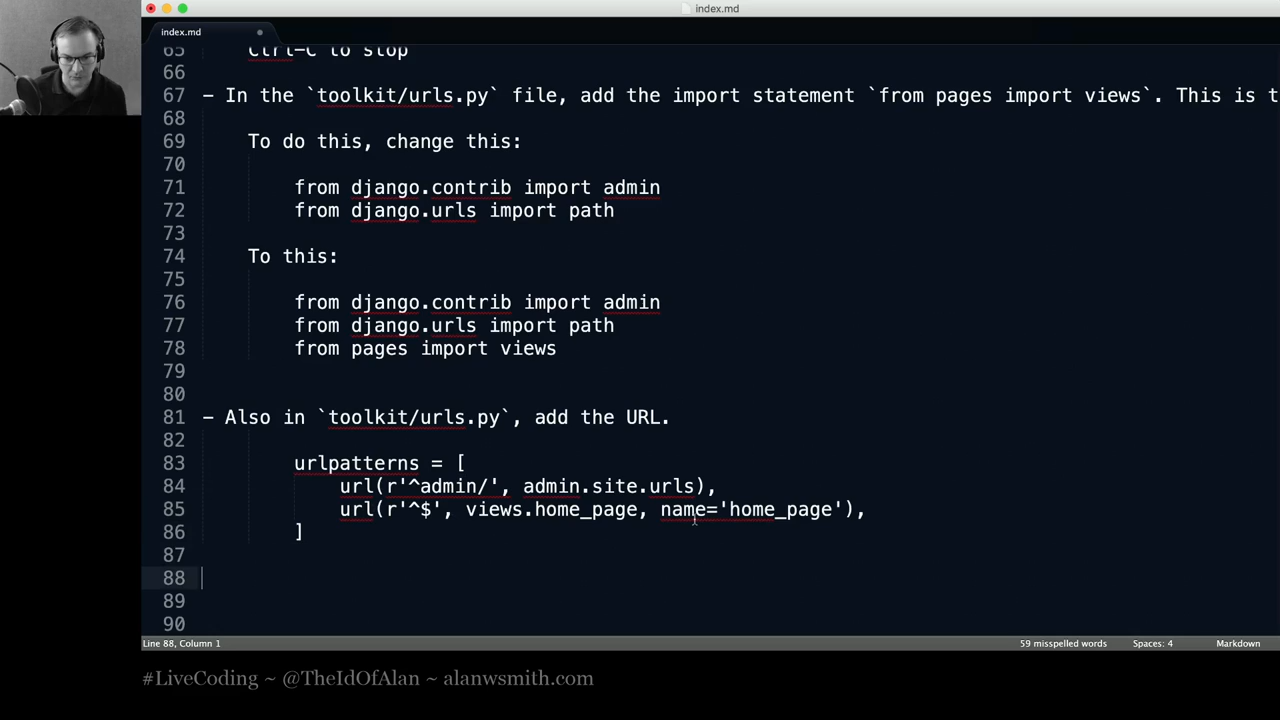 index.md
index.md
65 Ctrl-C to stop
66
67 - In the `toolkit/urls.py` file, add the import statement `from pages import views`. This is t
68
69 To do this, change this:
70
71 from django.contrib import admin
72 from django.urls import path
73
74 To this:
75
76 from django.contrib import admin
77 from django.urls import path
78 from pages import views
79
80
81 - Also in `toolkit/urls.py`, add the URL.
82
83 urlpatterns = [
84 url(r'^admin/', admin.site.urls),
85 url(r'^$', views.home_page, name='home_page'),
86 ]
87
88
89
90
Line 88, Column 1 59 misspelled words Spaces: 4 Markdown
#LiveCoding ~ @TheIdOfAlan ~ alanwsmith.com